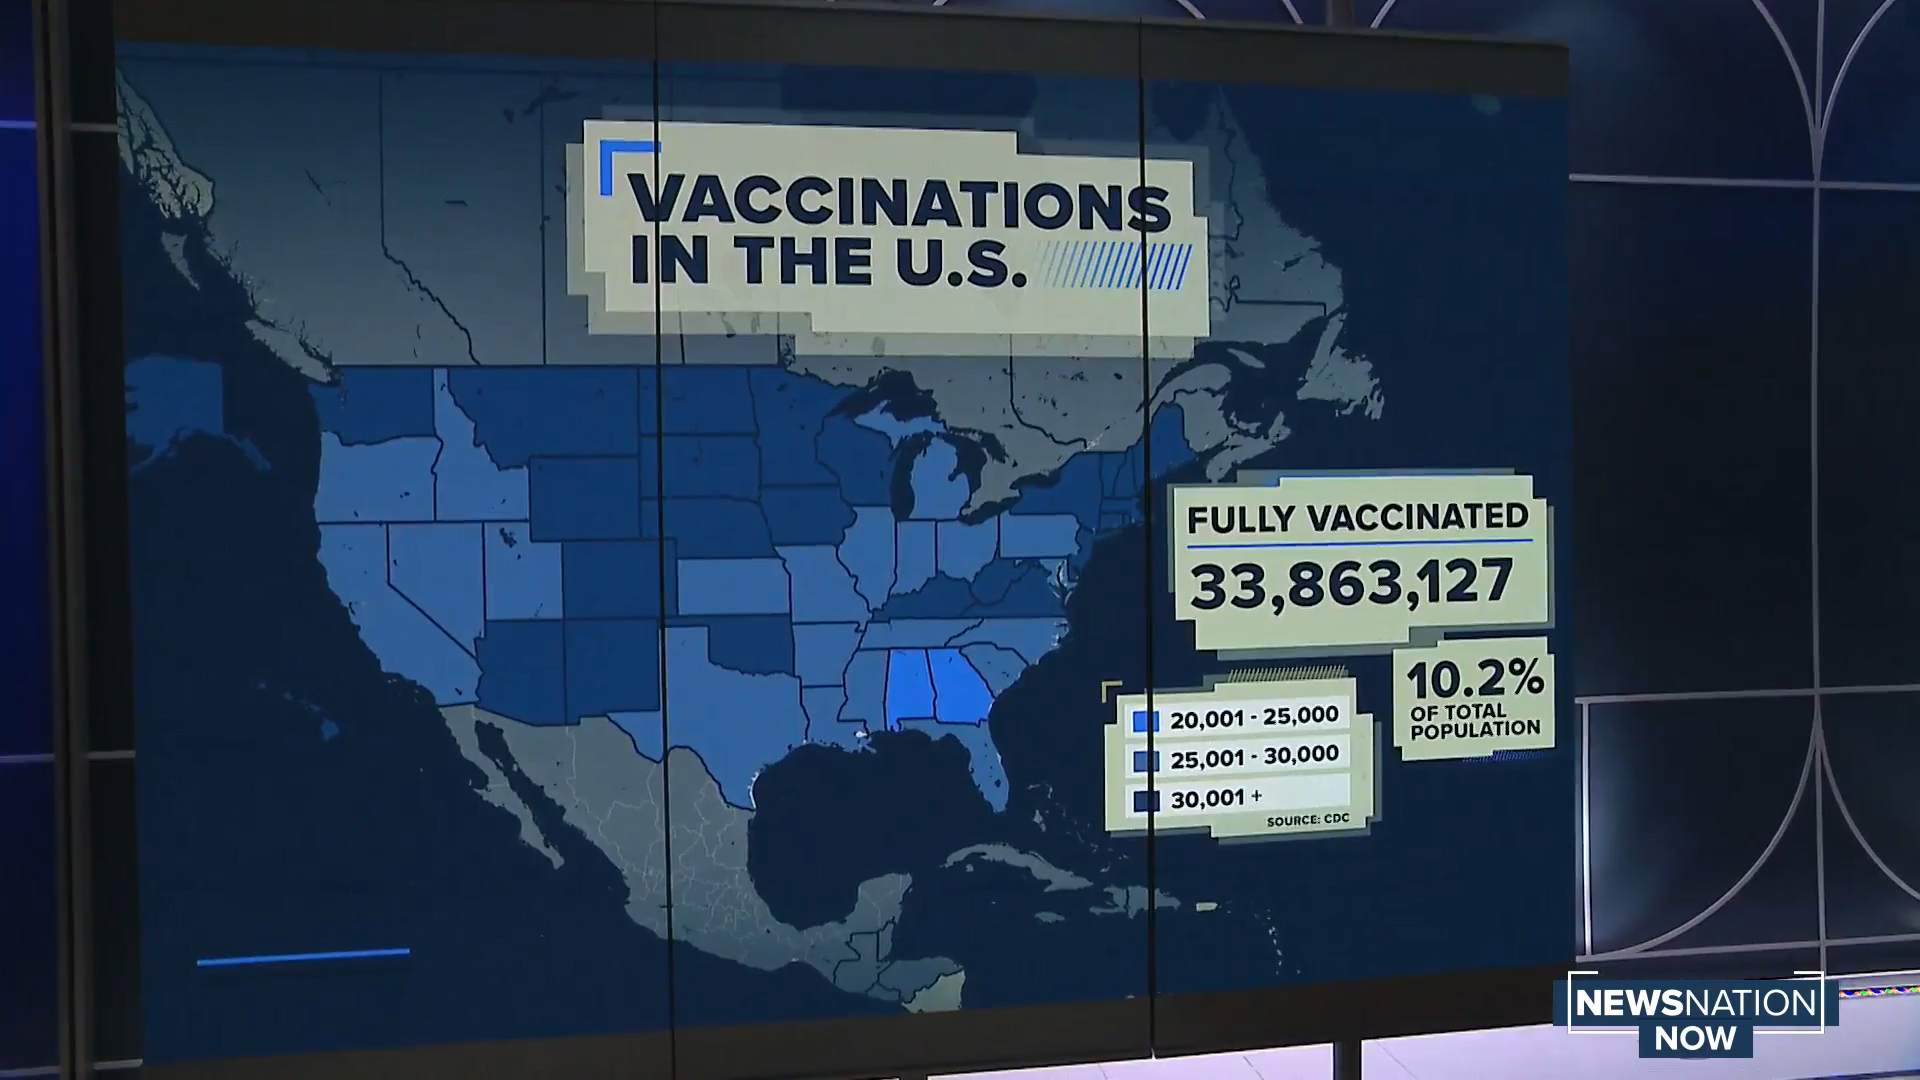 VACCINATIONS
IN THE U.S.
FULLY VACCINATED
33,863,127
10.2%
OF TOTAL
POPULATION
20,001 - 25,000
25,001 - 30,000
30,001 +
SOURCE: CDC
NEWSNATION
NOW